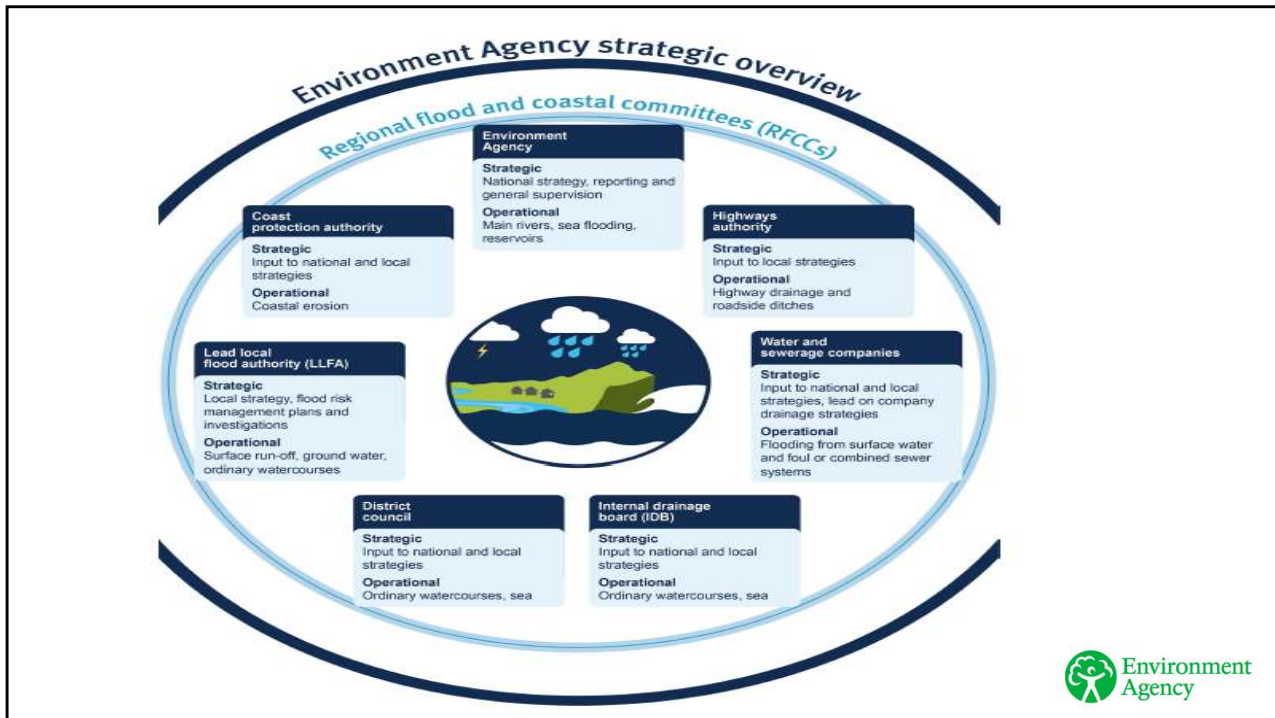 Environment Agency strategic overview
Regional flood and coastal committees (RFCCs)
Environment
Agency
Strategic
National strategy, reporting and
general supervision
Operational
Main rivers, sea flooding,
reservoirs
Coast
protection authority
Strategic
Input to national and local
strategies
Operational
Coastal erosion
Highways
authority
Strategic
Input to local strategies
Operational
Highway drainage and
roadside ditches
Lead local
flood authority (LLFA)
Strategic
Local strategy, flood risk
management plans and
investigations
Operational
Surface run-off, ground water,
ordinary watercourses
Water and
sewerage companies
Strategic
Input to national and local
strategies, lead on company
drainage strategies
Operational
Flooding from surface water
and foul or combined sewer
systems
District
council
Strategic
Input to national and local
strategies
Operational
Ordinary watercourses, sea
Internal drainage
board (IDB)
Strategic
Input to national and local
strategies
Operational
Ordinary watercourses, sea
Environment
Agency